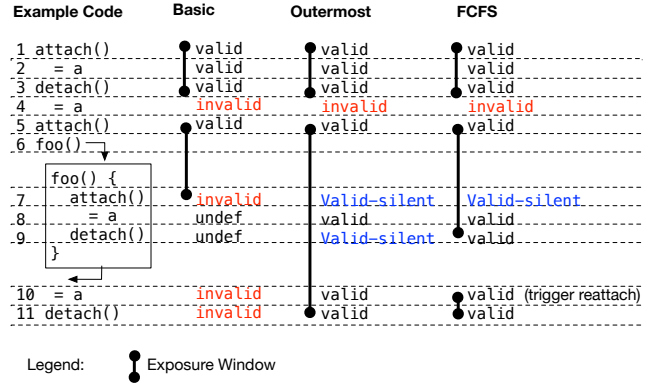 Example Code Basic Outermost FCFS
1 attach() valid valid valid
2 = a valid valid valid
3 detach() valid valid valid
4 = a invalid invalid invalid
5 attach() valid valid valid
6 foo()
foo() {
7 attach() invalid Valid-silent Valid-silent
8 = a undef valid valid
9 detach() undef Valid-silent valid
}
10 = a invalid valid valid (trigger reattach)
11 detach() invalid valid valid
Legend: Exposure Window